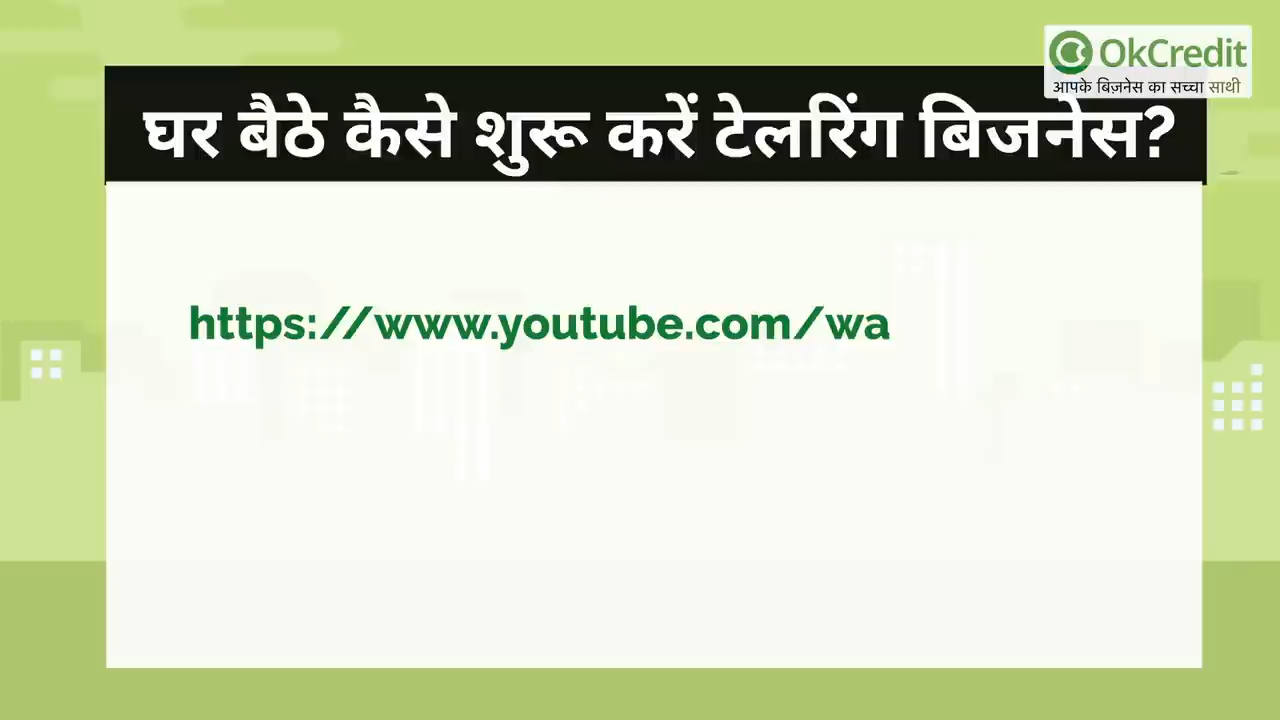 OkCredit
आपके बिज़नेस का सच्चा साथी
घर बैठे कैसे शुरू करें टेलरिंग बिजनेस?
https://www.youtube.com/wa